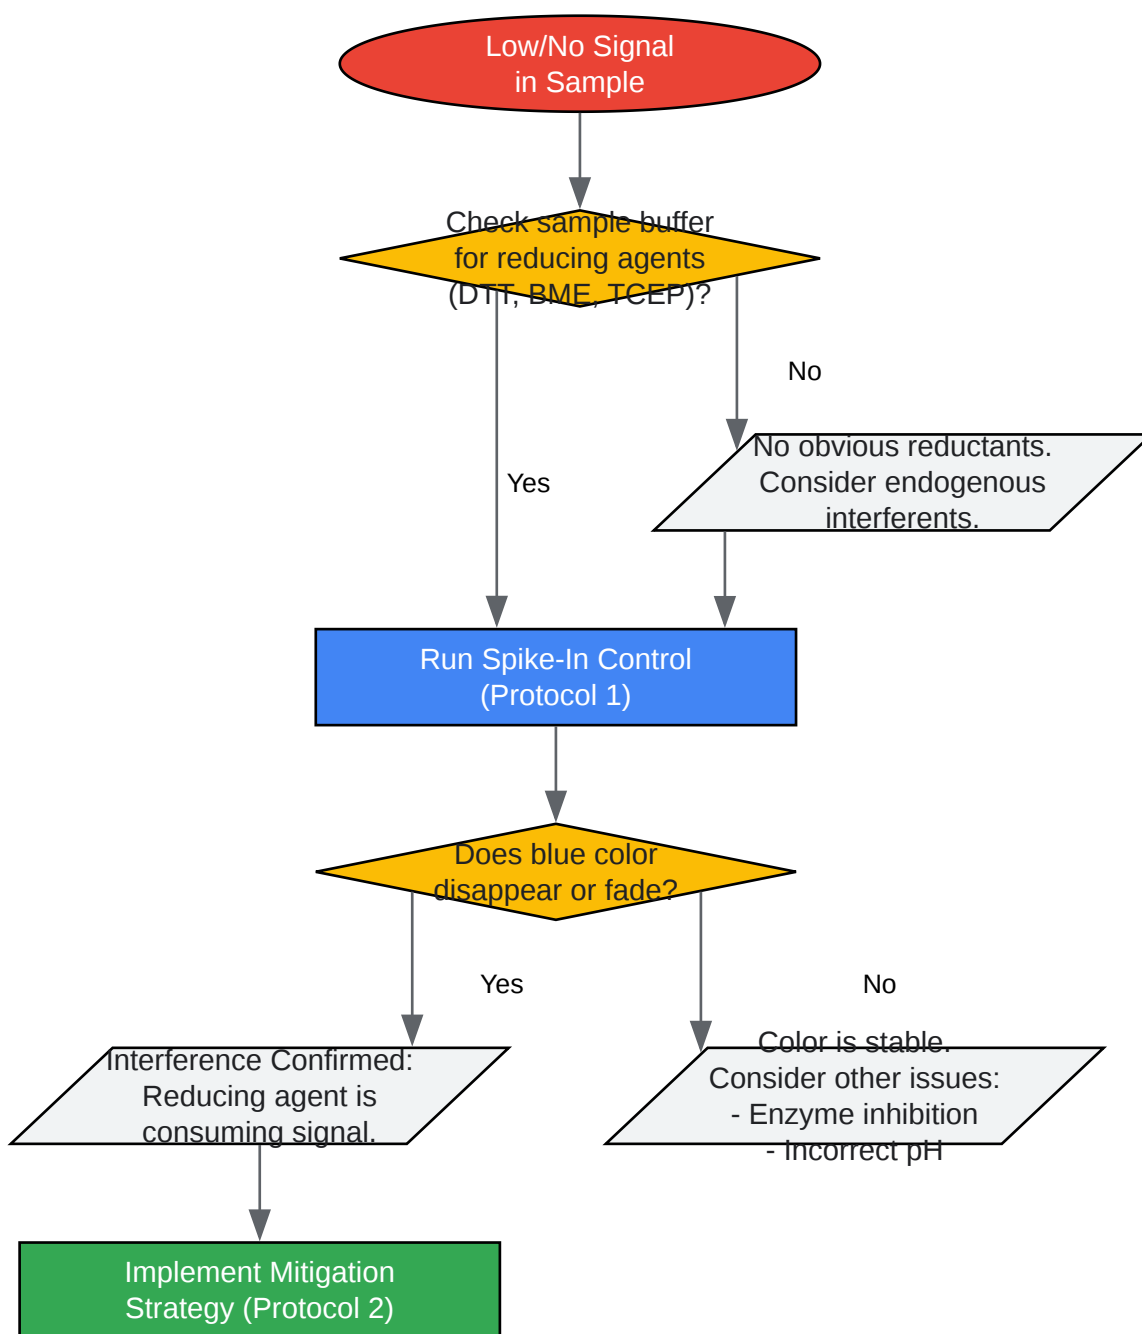 Low/No Signal
in Sample
Check sample buffer
for reducing agents
(DTT, BME, TCEP)?
No
No obvious reductants.
Consider endogenous
interferents.
Yes
Run Spike-In Control
(Protocol 1)
Does blue color
disappear or fade?
Yes
No
Interference Confirmed:
Reducing agent is
consuming signal.
Color is stable.
Consider other issues:
- Enzyme inhibition
- Incorrect pH
Implement Mitigation
Strategy (Protocol 2)